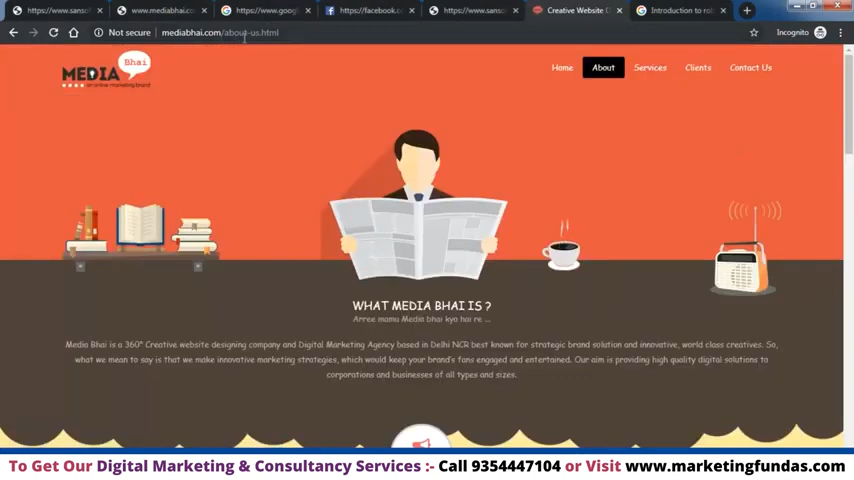 https://www.sansof
www.mediabhai.co
https://www.googl
https://facebook.c
https://www.sanso
Creative Website D
Introduction to rob
Not secure
mediabhai.com/about-us.html
Incognito
MEDIA
Bhai
an online marketing brand
Home
About
Services
Clients
Contact Us
WHAT MEDIA BHAI IS ?
Arree mamu Media bhai kya hai re ...
Media Bhai is a 360° Creative website designing company and Digital Marketing Agency based in Delhi NCR best known for strategic brand solution and innovative, world class creatives. So,
what we mean to say is that we make innovative marketing strategies, which would keep your brand's fans engaged and entertained. Our aim is providing high quality digital solutions to
corporations and businesses of all types and sizes.
To Get Our Digital Marketing & Consultancy Services :- Call 9354447104 or Visit www.marketingfundas.com